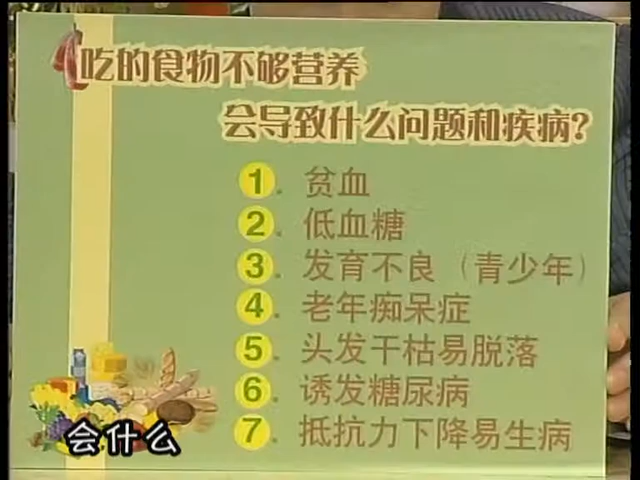 吃的食物不够营养
会导致什么问题和疾病?
1. 贫血
2. 低血糖
3. 发育不良（青少年）
4. 老年痴呆症
5. 头发干枯易脱落
6. 诱发糖尿病
7. 抵抗力下降易生病
会什么